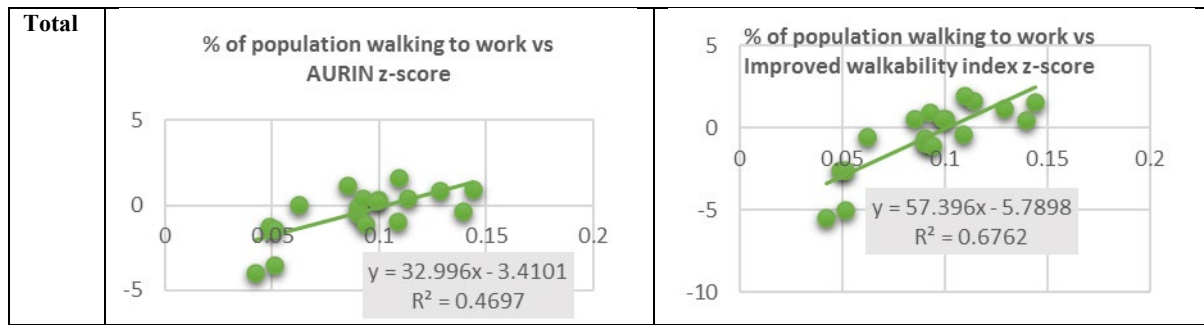 Total
% of population walking to work vs
AURIN z-score
5
0
-5
0
0.05
0.1
0.15
0.2
y = 32.996x - 3.4101
R² = 0.4697
% of population walking to work vs
Improved walkability index z-score
5
0
-5
-10
0
0.05
0.1
0.15
0.2
y = 57.396x - 5.7898
R² = 0.6762